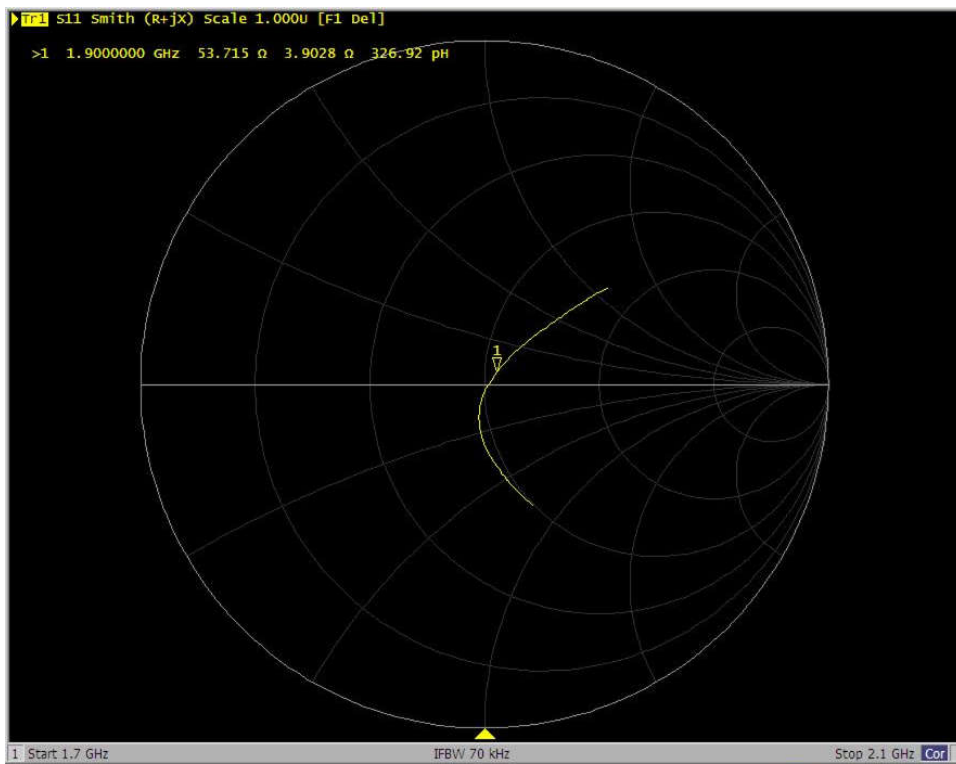 Tr1 S11 Smith (R+jX) Scale 1.000U [F1 Del]
>1 1.9000000 GHz 53.715 Ω 3.9028 Ω 326.92 pH
1
1 Start 1.7 GHz IFBW 70 kHz Stop 2.1 GHz Cor